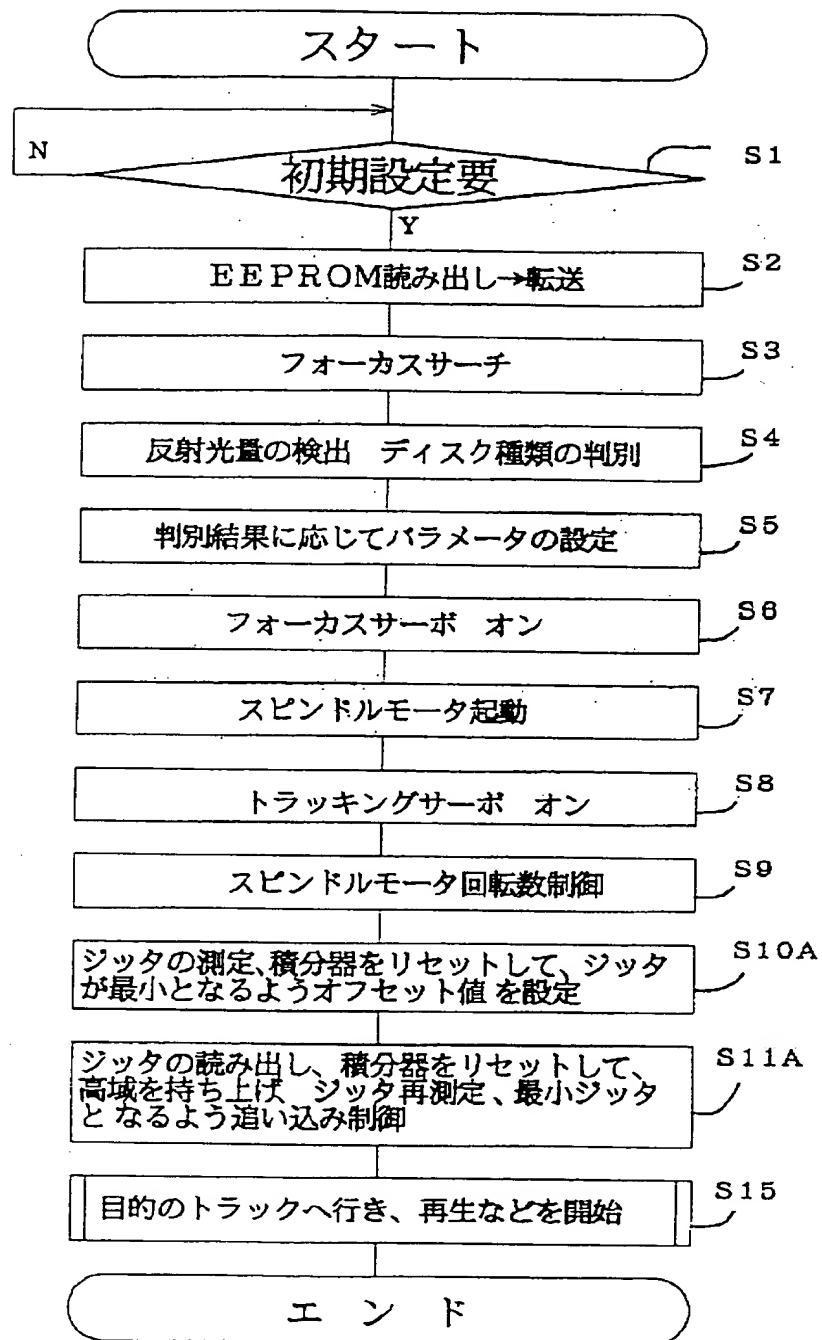 スタート
N
初期設定要
S1
Y
EEPROM読み出し→転送
S2
フォーカスサーチ
S3
反射光量の検出　ディスク種類の判別
S4
判別結果に応じてパラメータの設定
S5
フォーカスサーボ　オン
S6
スピンドルモータ起動
S7
トラッキングサーボ　オン
S8
スピンドルモータ回転数制御
S9
ジッタの測定、積分器をリセットして、ジッタ
が最小となるようオフセット値を設定
S10A
ジッタの読み出し、積分器をリセットして、
高域を持ち上げ　ジッタ再測定、最小ジッタ
となるよう追い込み制御
S11A
目的のトラックへ行き、再生などを開始
S15
エンド